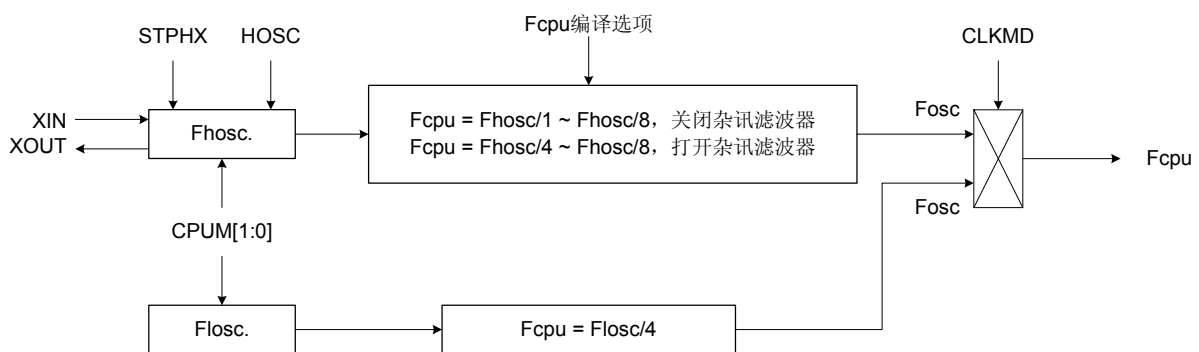 Fcpu编译选项
STPHX
HOSC
CLKMD
XIN
XOUT
Fhosc.
Fcpu = Fhosc/1 ~ Fhosc/8，关闭杂讯滤波器
Fcpu = Fhosc/4 ~ Fhosc/8，打开杂讯滤波器
Fosc
Fcpu
Fosc
CPUM[1:0]
Flosc.
Fcpu = Flosc/4